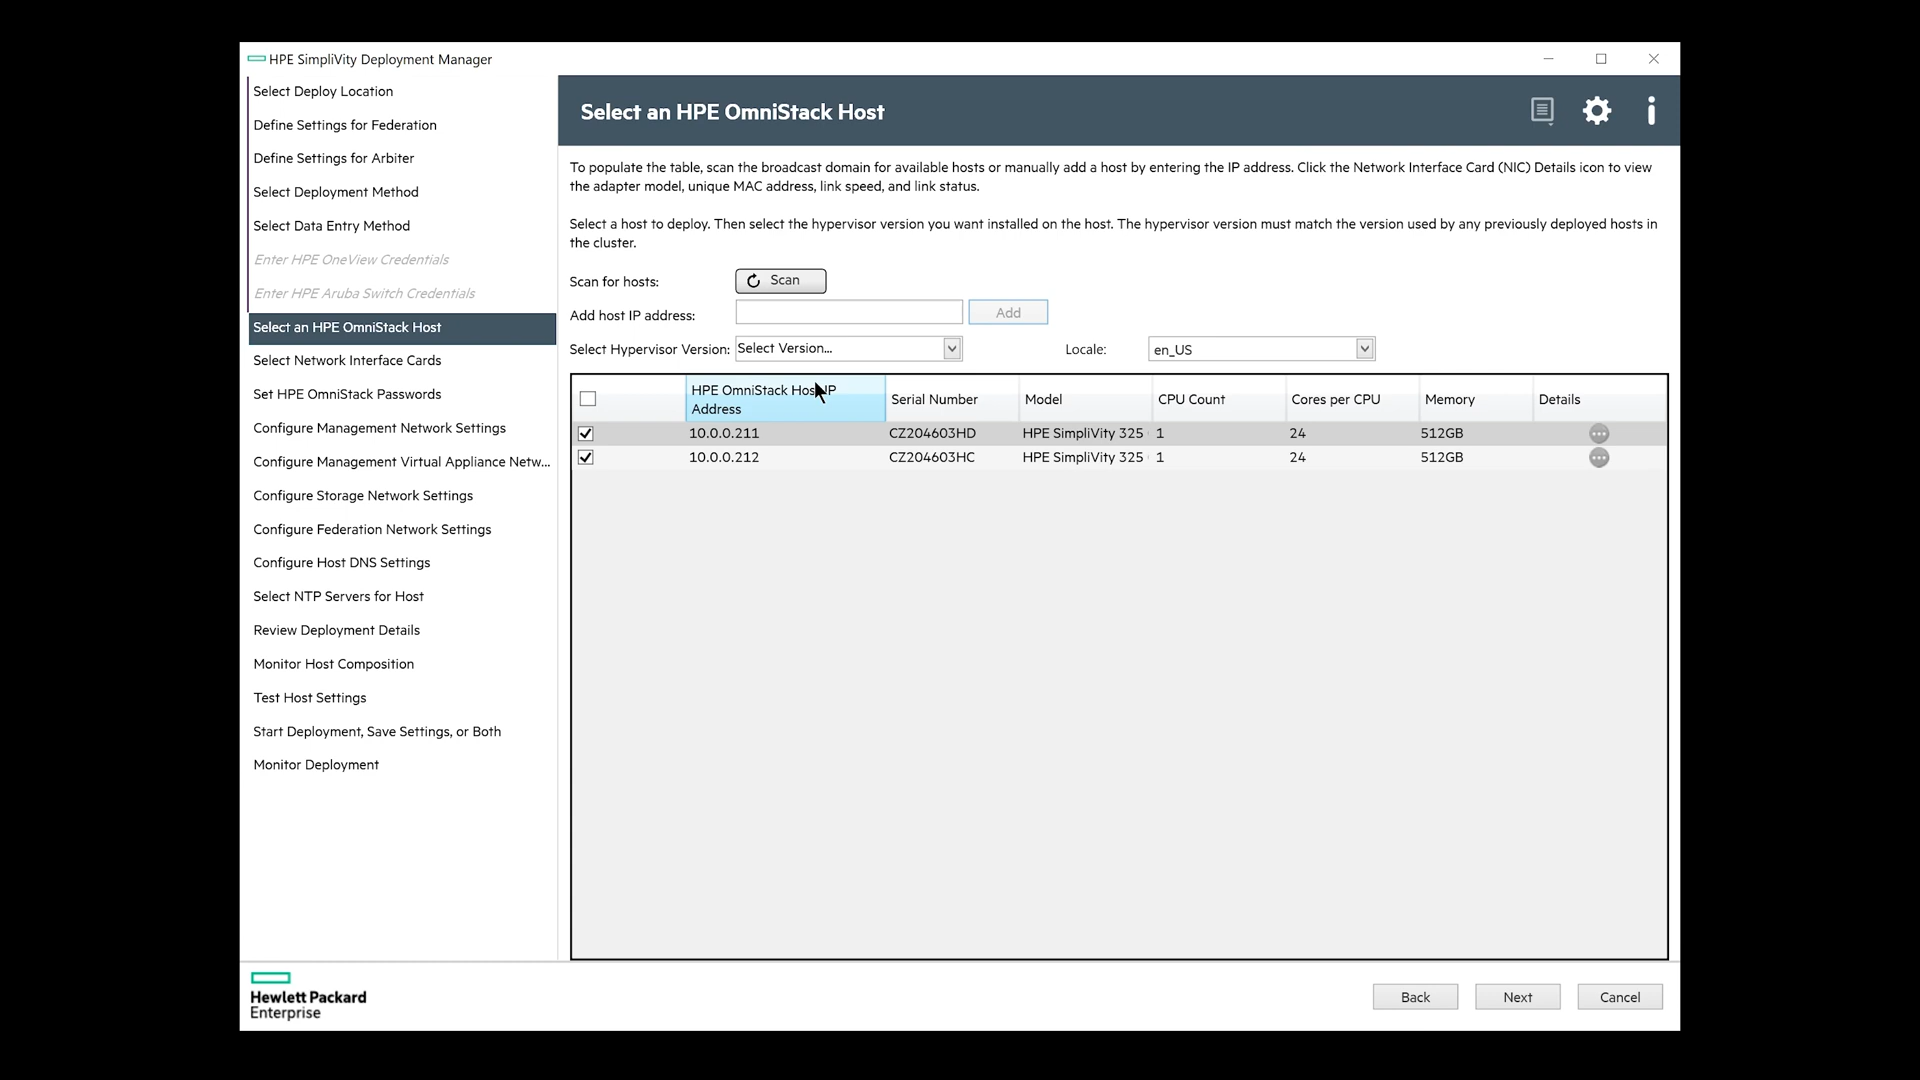 HPE SimpliVity Deployment Manager
Select Deploy Location
Define Settings for Federation
Define Settings for Arbiter
Select Deployment Method
Select Data Entry Method
Enter HPE OneView Credentials
Enter HPE Aruba Switch Credentials
Select an HPE OmniStack Host
Select Network Interface Cards
Set HPE OmniStack Passwords
Configure Management Network Settings
Configure Management Virtual Appliance Netw...
Configure Storage Network Settings
Configure Federation Network Settings
Configure Host DNS Settings
Select NTP Servers for Host
Review Deployment Details
Monitor Host Composition
Test Host Settings
Start Deployment, Save Settings, or Both
Monitor Deployment
Select an HPE OmniStack Host
To populate the table, scan the broadcast domain for available hosts or manually add a host by entering the IP address. Click the Network Interface Card (NIC) Details icon to view
the adapter model, unique MAC address, link speed, and link status.
Select a host to deploy. Then select the hypervisor version you want installed on the host. The hypervisor version must match the version used by any previously deployed hosts in
the cluster.
Scan for hosts: Scan
Add host IP address: Add
Select Hypervisor Version: Select Version... Locale: en_US
HPE OmniStack Host IP
Address Serial Number Model CPU Count Cores per CPU Memory Details
10.0.0.211 CZ204603HD HPE SimpliVity 325 1 24 512GB
10.0.0.212 CZ204603HC HPE SimpliVity 325 1 24 512GB
Hewlett Packard
Enterprise
Back Next Cancel